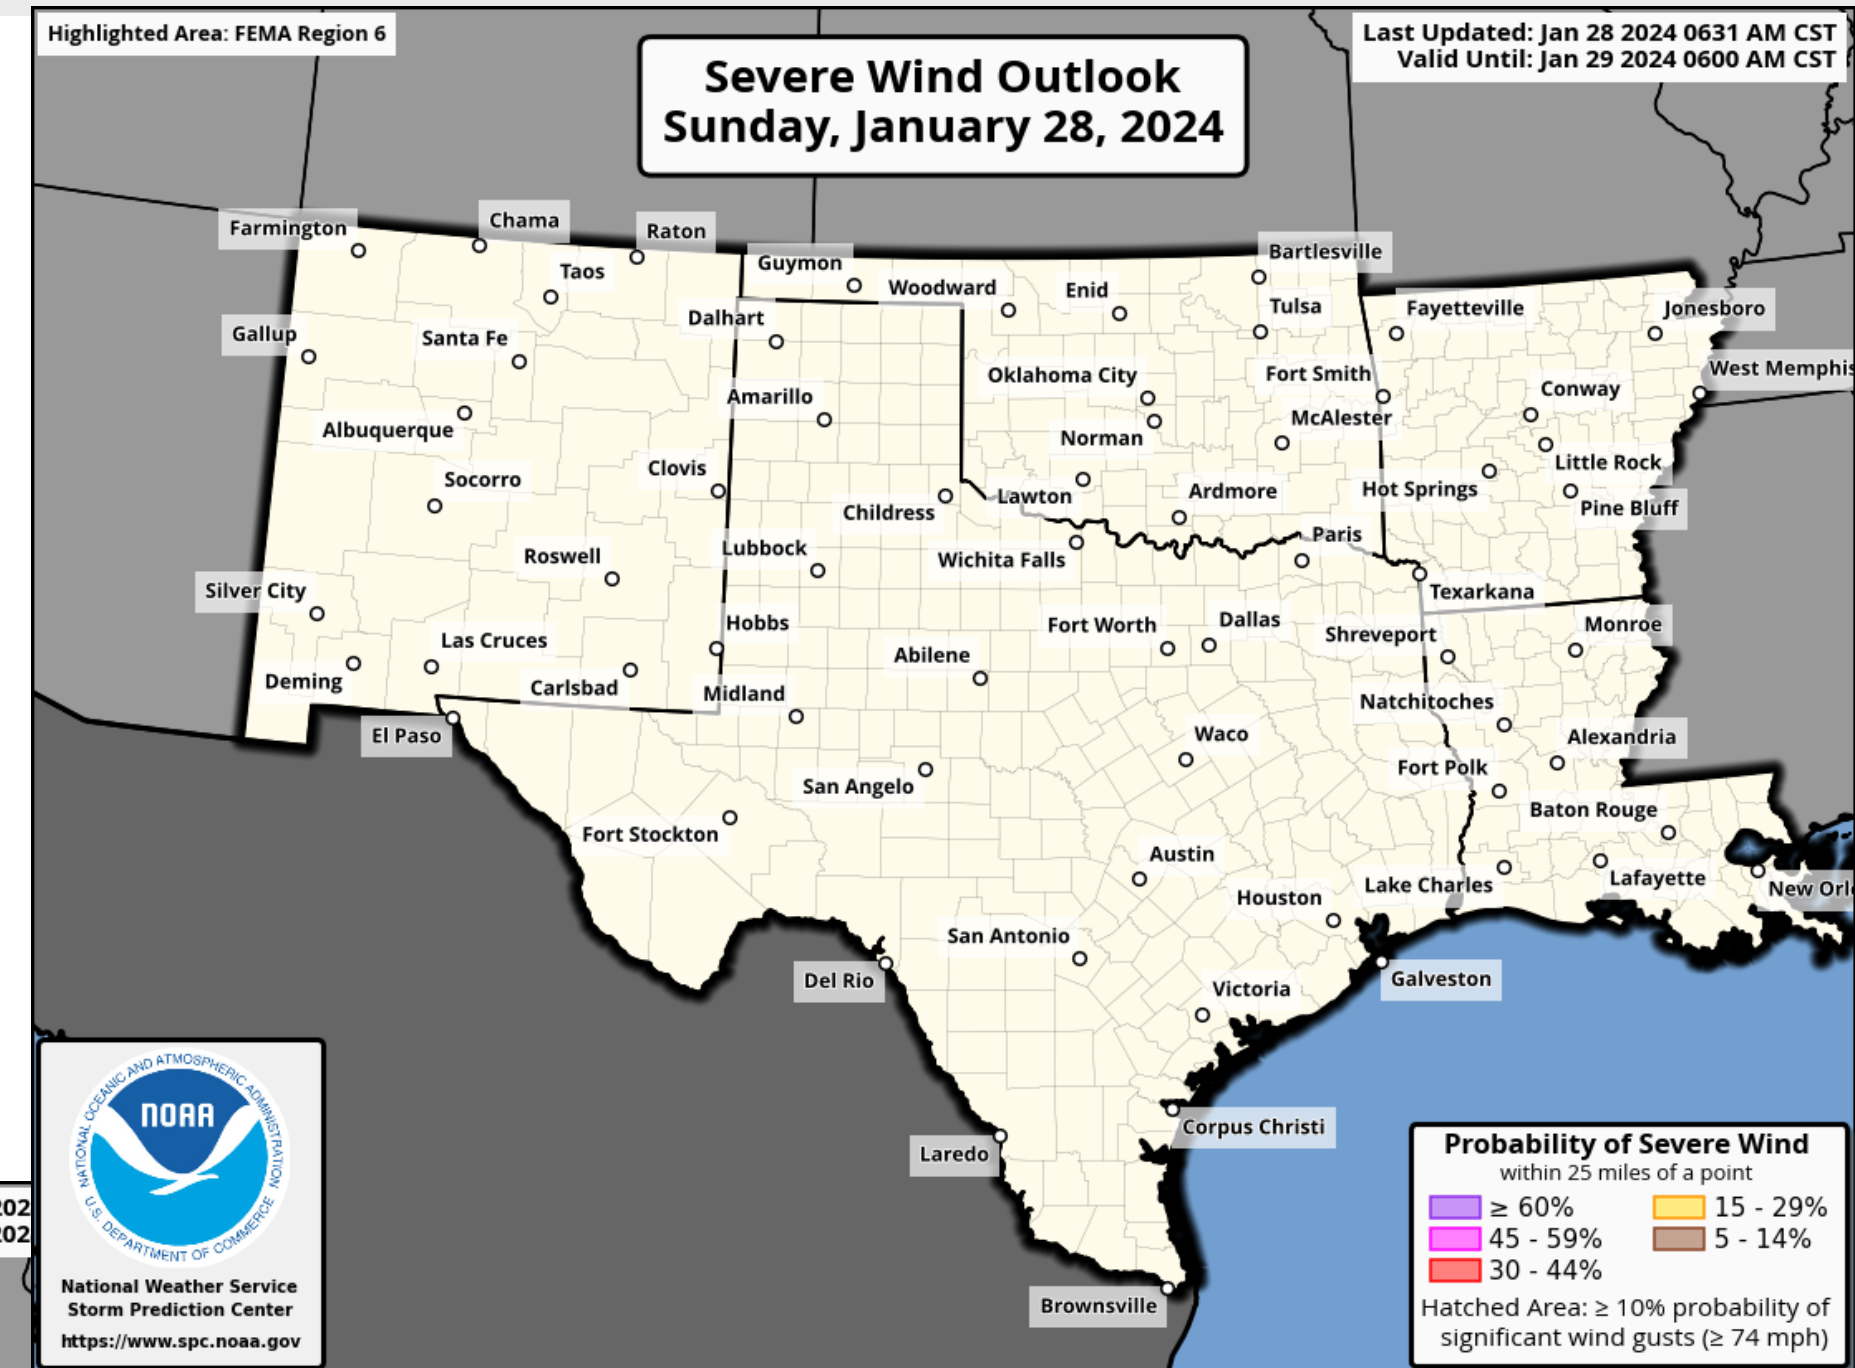 Highlighted Area: FEMA Region 6
Last Updated: Jan 28 2024 0631 AM CST
Valid Until: Jan 29 2024 0600 AM CST
Severe Wind Outlook
Sunday, January 28, 2024
Farmington
Chama
Raton
Taos
Guymon
Woodward
Enid
Bartlesville
Tulsa
Fayetteville
Jonesboro
Gallup
Santa Fe
Dalhart
Oklahoma City
Fort Smith
Conway
West Memphis
Albuquerque
Amarillo
Norman
McAlester
Little Rock
Socorro
Clovis
Childress
Lawton
Ardmore
Hot Springs
Pine Bluff
Roswell
Lubbock
Wichita Falls
Paris
Texarkana
Silver City
Las Cruces
Hobbs
Fort Worth
Dallas
Shreveport
Monroe
Deming
Carlsbad
Midland
Abilene
Natchitoches
El Paso
San Angelo
Waco
Fort Polk
Alexandria
Fort Stockton
Austin
Baton Rouge
Houston
Lake Charles
Lafayette
New Orl
Del Rio
San Antonio
Victoria
Galveston
Laredo
Corpus Christi
Brownsville
202
202
NATIONAL OCEANIC AND ATMOSPHERIC ADMINISTRATION
NOAA
U.S. DEPARTMENT OF COMMERCE
National Weather Service
Storm Prediction Center
https://www.spc.noaa.gov
Probability of Severe Wind
within 25 miles of a point
≥ 60%
15 - 29%
45 - 59%
5 - 14%
30 - 44%
Hatched Area: ≥ 10% probability of
significant wind gusts (≥ 74 mph)